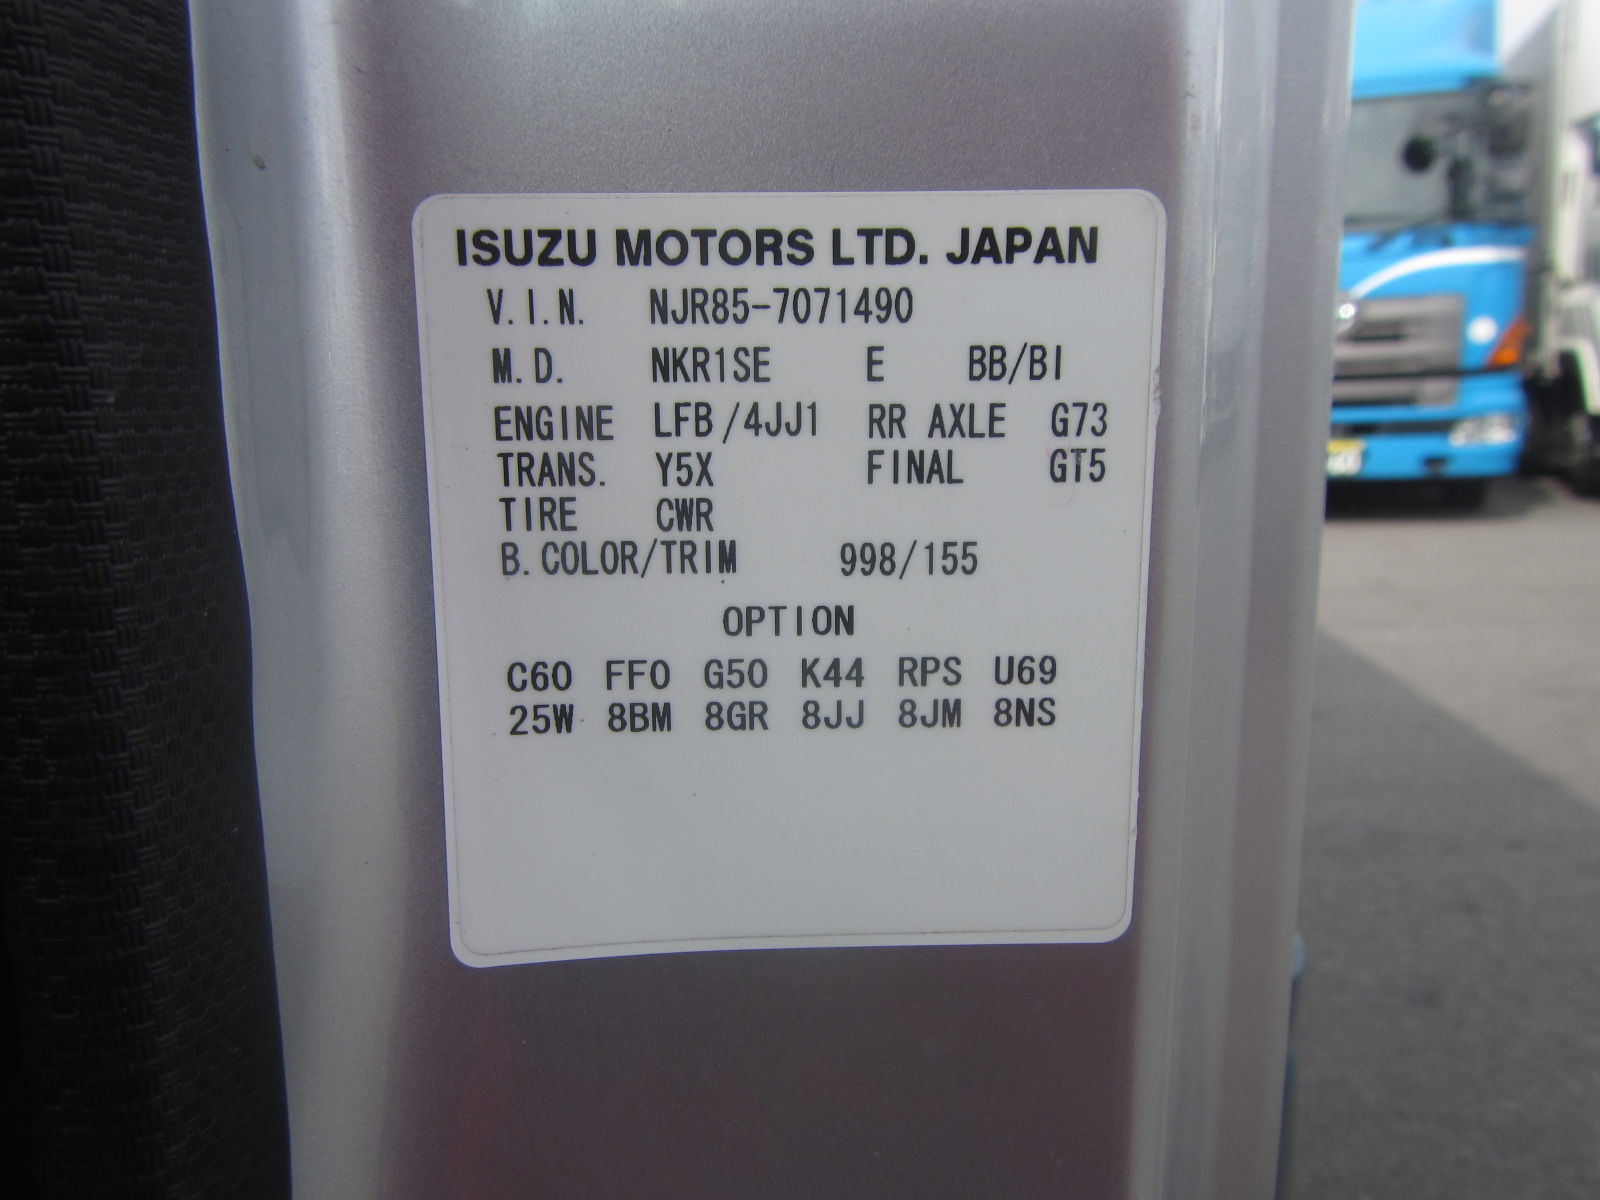 ISUZU MOTORS LTD. JAPAN
V.I.N. NJR85-7071490
M.D. NKR1SE E BB/BI
ENGINE LFB/4JJ1 RR AXLE G73
TRANS. Y5X FINAL GT5
TIRE CWR
B.COLOR/TRIM 998/155
OPTION
C60 FF0 G50 K44 RPS U69
25W 8BM 8GR 8JJ 8JM 8NS